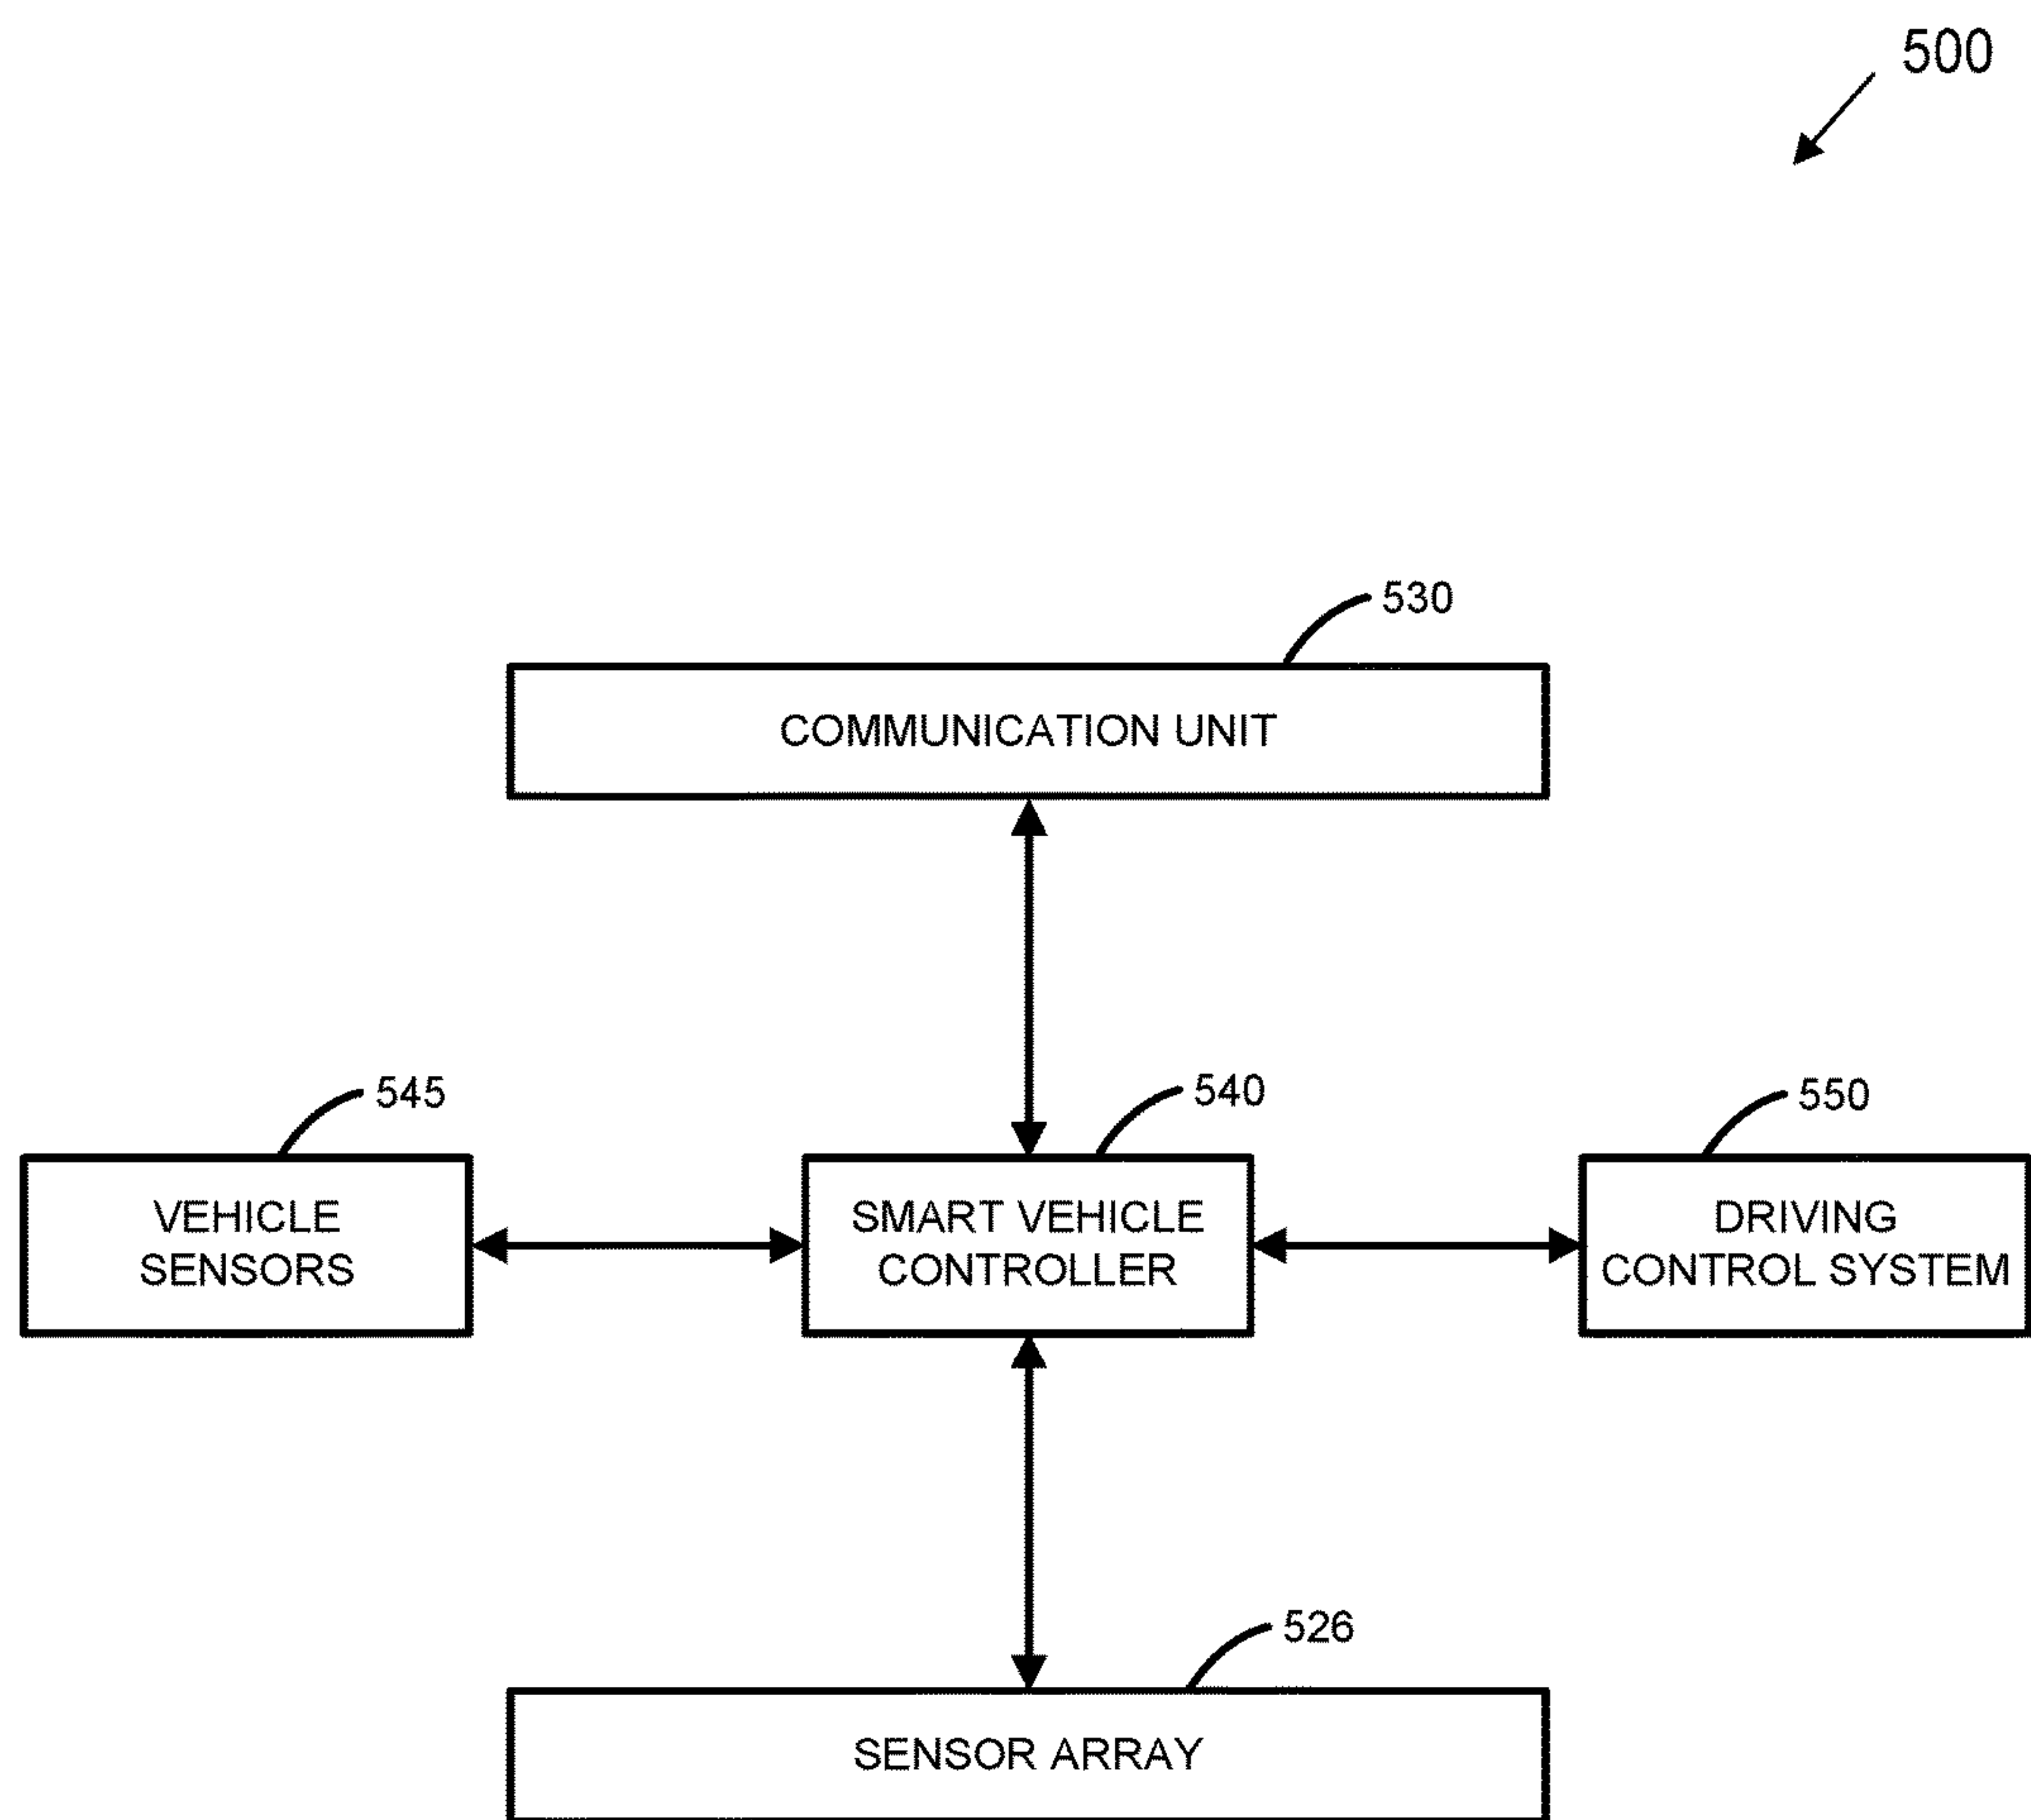 500
530
COMMUNICATION UNIT
545
540
550
VEHICLE
SENSORS
SMART VEHICLE
CONTROLLER
DRIVING
CONTROL SYSTEM
526
SENSOR ARRAY